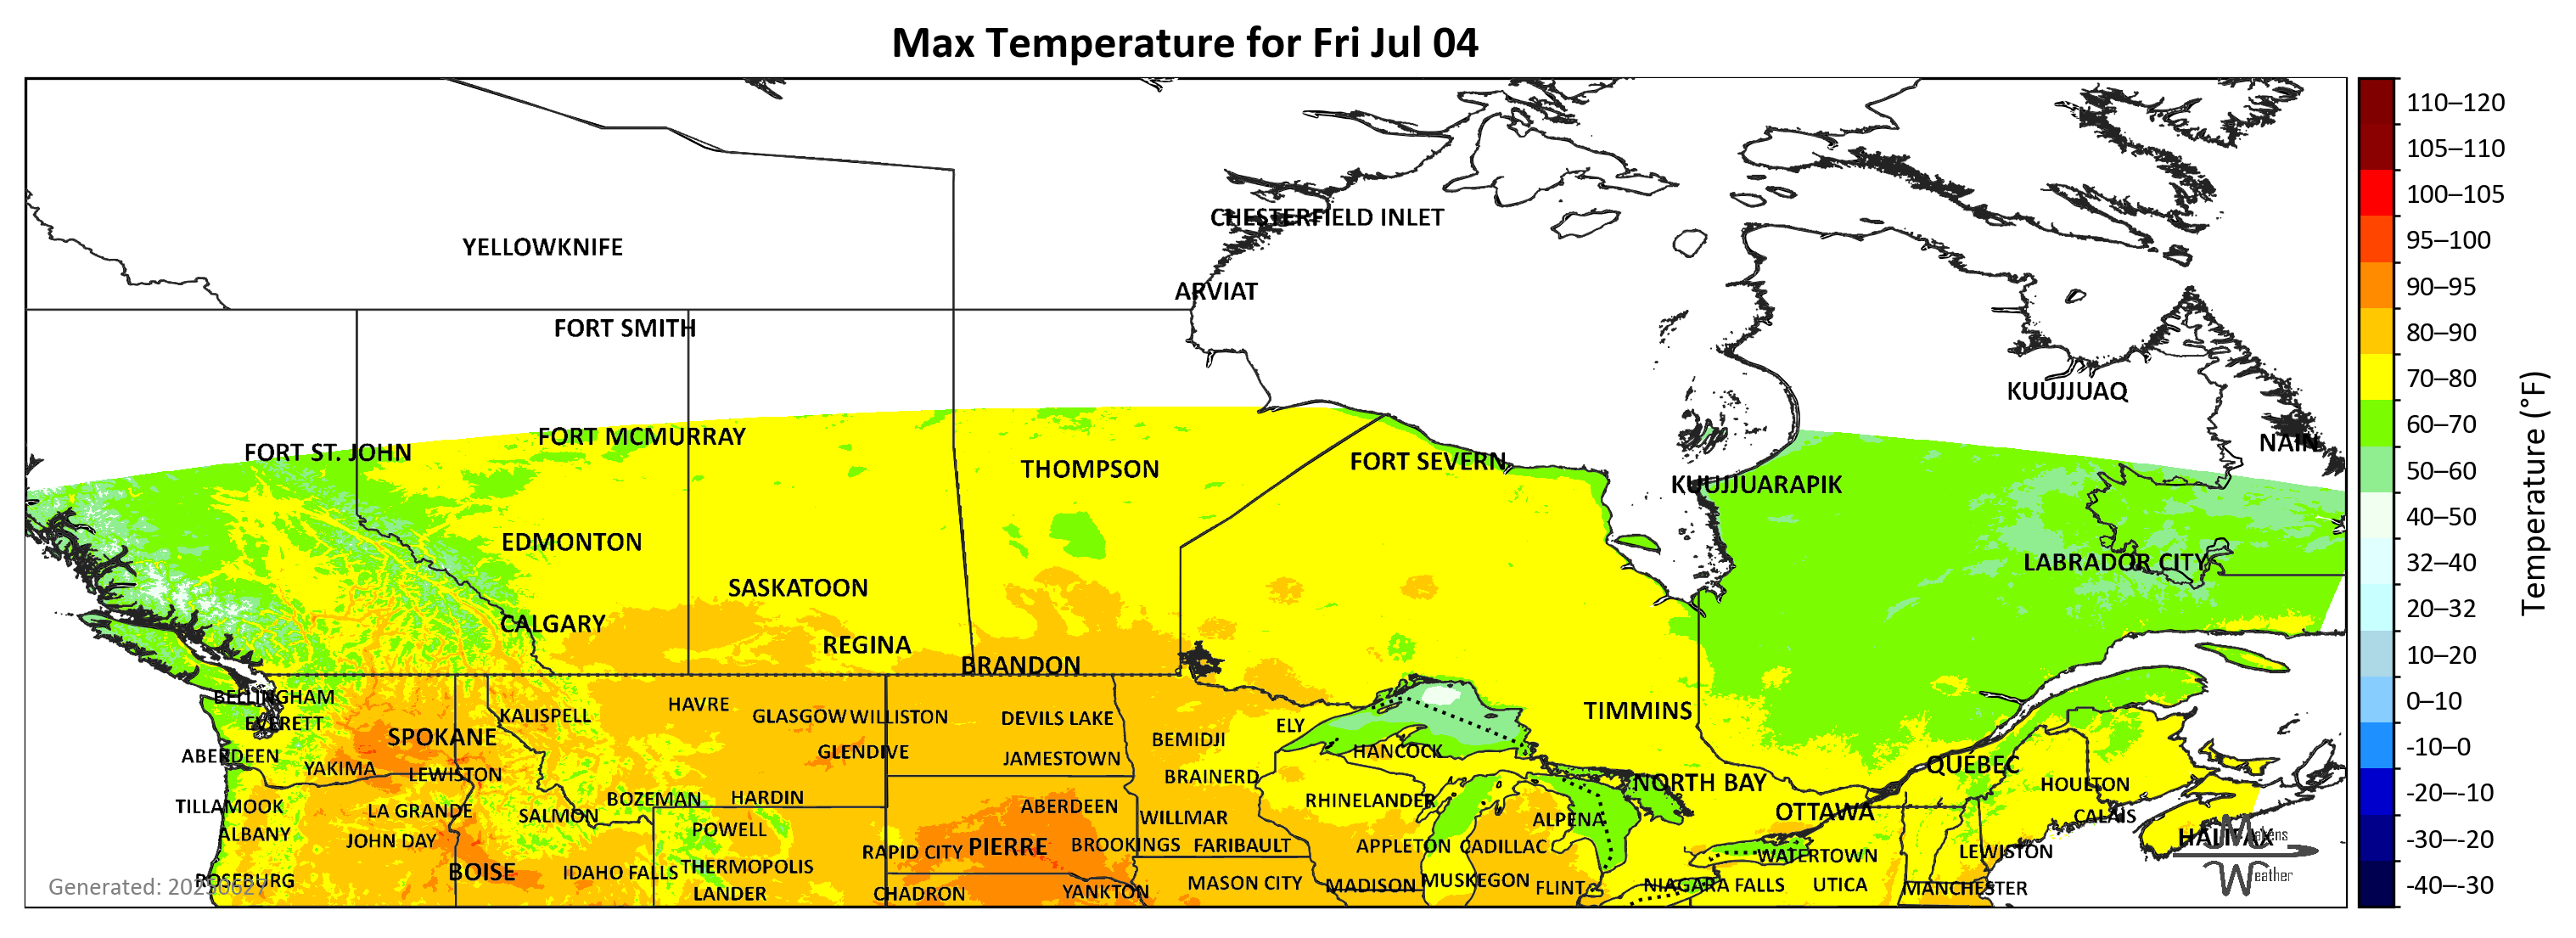 Max Temperature for Fri Jul 04
CHESTERFIELD INLET
YELLOWKNIFE
ARVIAT
FORT SMITH
KUUJJUAQ
FORT MCMURRAY
NAIN
FORT ST. JOHN
FORT SEVERN
THOMPSON
KUUJJUARAPIK
EDMONTON
LABRADOR CITY
SASKATOON
CALGARY
REGINA
BRANDON
BELLINGHAM
HAVRE
TIMMINS
KALISPELL
GLASGOW
WILLISTON
DEVILS LAKE
EVERETT
ELY
SPOKANE
BEMIDJI
GLENDIVE
HANCOCK
ABERDEEN
JAMESTOWN
QUEBEC
YAKIMA
LEWISTON
BRAINERD
NORTH BAY
HOULTON
BOZEMAN
HARDIN
RHINELANDER
TILLAMOOK
ABERDEEN
LA GRANDE
OTTAWA
SALMON
CALAIS
WILLMAR
ALPENA
POWELL
ALBANY
HALIFAX
JOHN DAY
PIERRE
BROOKINGS
FARIBAULT
APPLETON
CADILLAC
RAPID CITY
LEWISTON
WATERTOWN
THERMOPOLIS
BOISE
IDAHO FALLS
ROSEBURG
MUSKEGON
MASON CITY
MADISON
NIAGARA FALLS
UTICA
FLINT
MANCHESTER
YANKTON
LANDER
CHADRON
Generated: 20250627
Makens
Weather
110–120
105–110
100–105
95–100
90–95
80–90
70–80
60–70
50–60
40–50
32–40
20–32
10–20
0–10
-10–0
-20–-10
-30–-20
-40–-30
Temperature (°F)